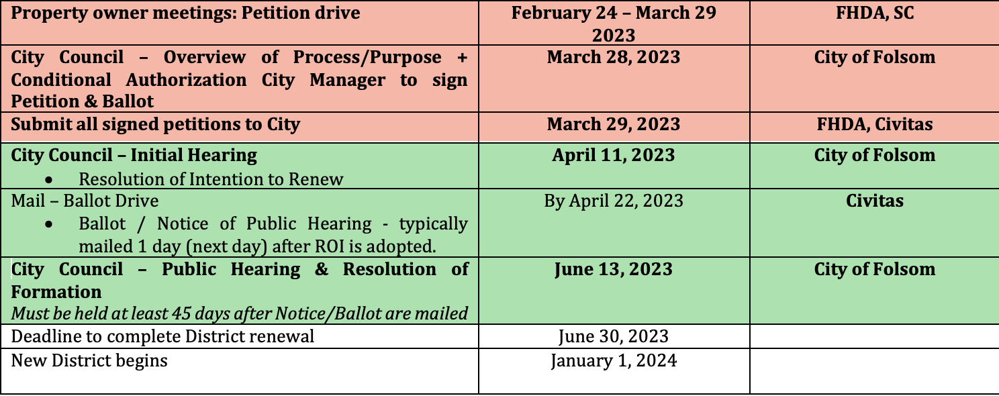 Property owner meetings: Petition drive
February 24 – March 29
2023
FHDA, SC
City Council – Overview of Process/Purpose +
Conditional Authorization City Manager to sign
Petition & Ballot
March 28, 2023
City of Folsom
Submit all signed petitions to City
March 29, 2023
FHDA, Civitas
City Council – Initial Hearing
• Resolution of Intention to Renew
April 11, 2023
City of Folsom
Mail – Ballot Drive
• Ballot / Notice of Public Hearing - typically
mailed 1 day (next day) after ROI is adopted.
By April 22, 2023
Civitas
City Council – Public Hearing & Resolution of
Formation
Must be held at least 45 days after Notice/Ballot are mailed
June 13, 2023
City of Folsom
Deadline to complete District renewal
June 30, 2023
New District begins
January 1, 2024